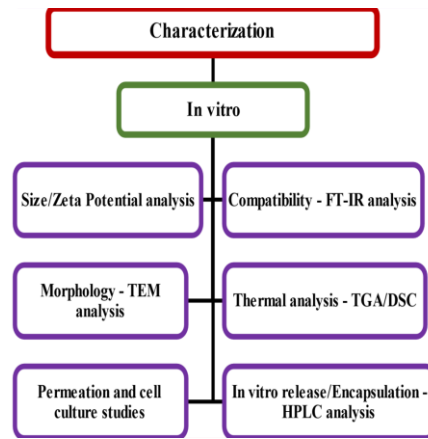 Characterization
In vitro
Size/Zeta Potential analysis
Compatibility - FT-IR analysis
Morphology - TEM
analysis
Thermal analysis - TGA/DSC
Permeation and cell
culture studies
In vitro release/Encapsulation -
HPLC analysis